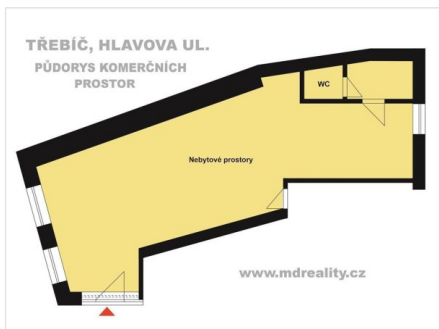 TŘEBÍČ, HLAVOVA UL.
PŮDORYS KOMERČNÍCH
PROSTOR
WC
Nebytové prostory
www.mdreality.cz